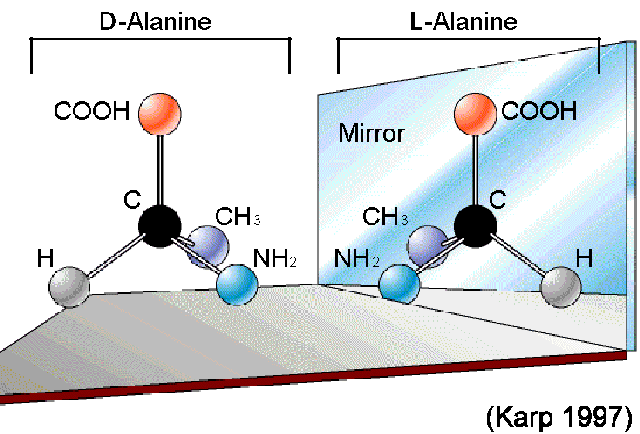 D-Alanine
L-Alanine
COOH
COOH
Mirror
C
C
CH₃
CH₃
H
NH₂
NH₂
H
(Karp 1997)